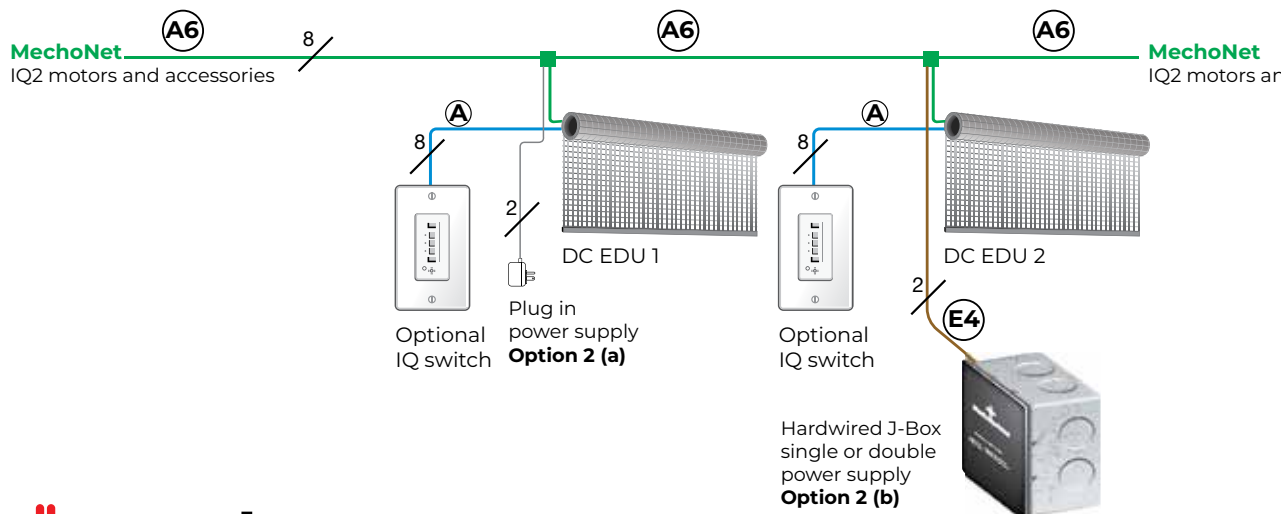 A6
A6
A6
MechoNet
8
MechoNet
IQ2 motors and accessories
IQ2 motors an
A
A
8
8
2
DC EDU 1
DC EDU 2
2
Plug in
power supply
Option 2 (a)
E4
Optional
IQ switch
Optional
IQ switch
Hardwired J-Box
single or double
power supply
Option 2 (b)